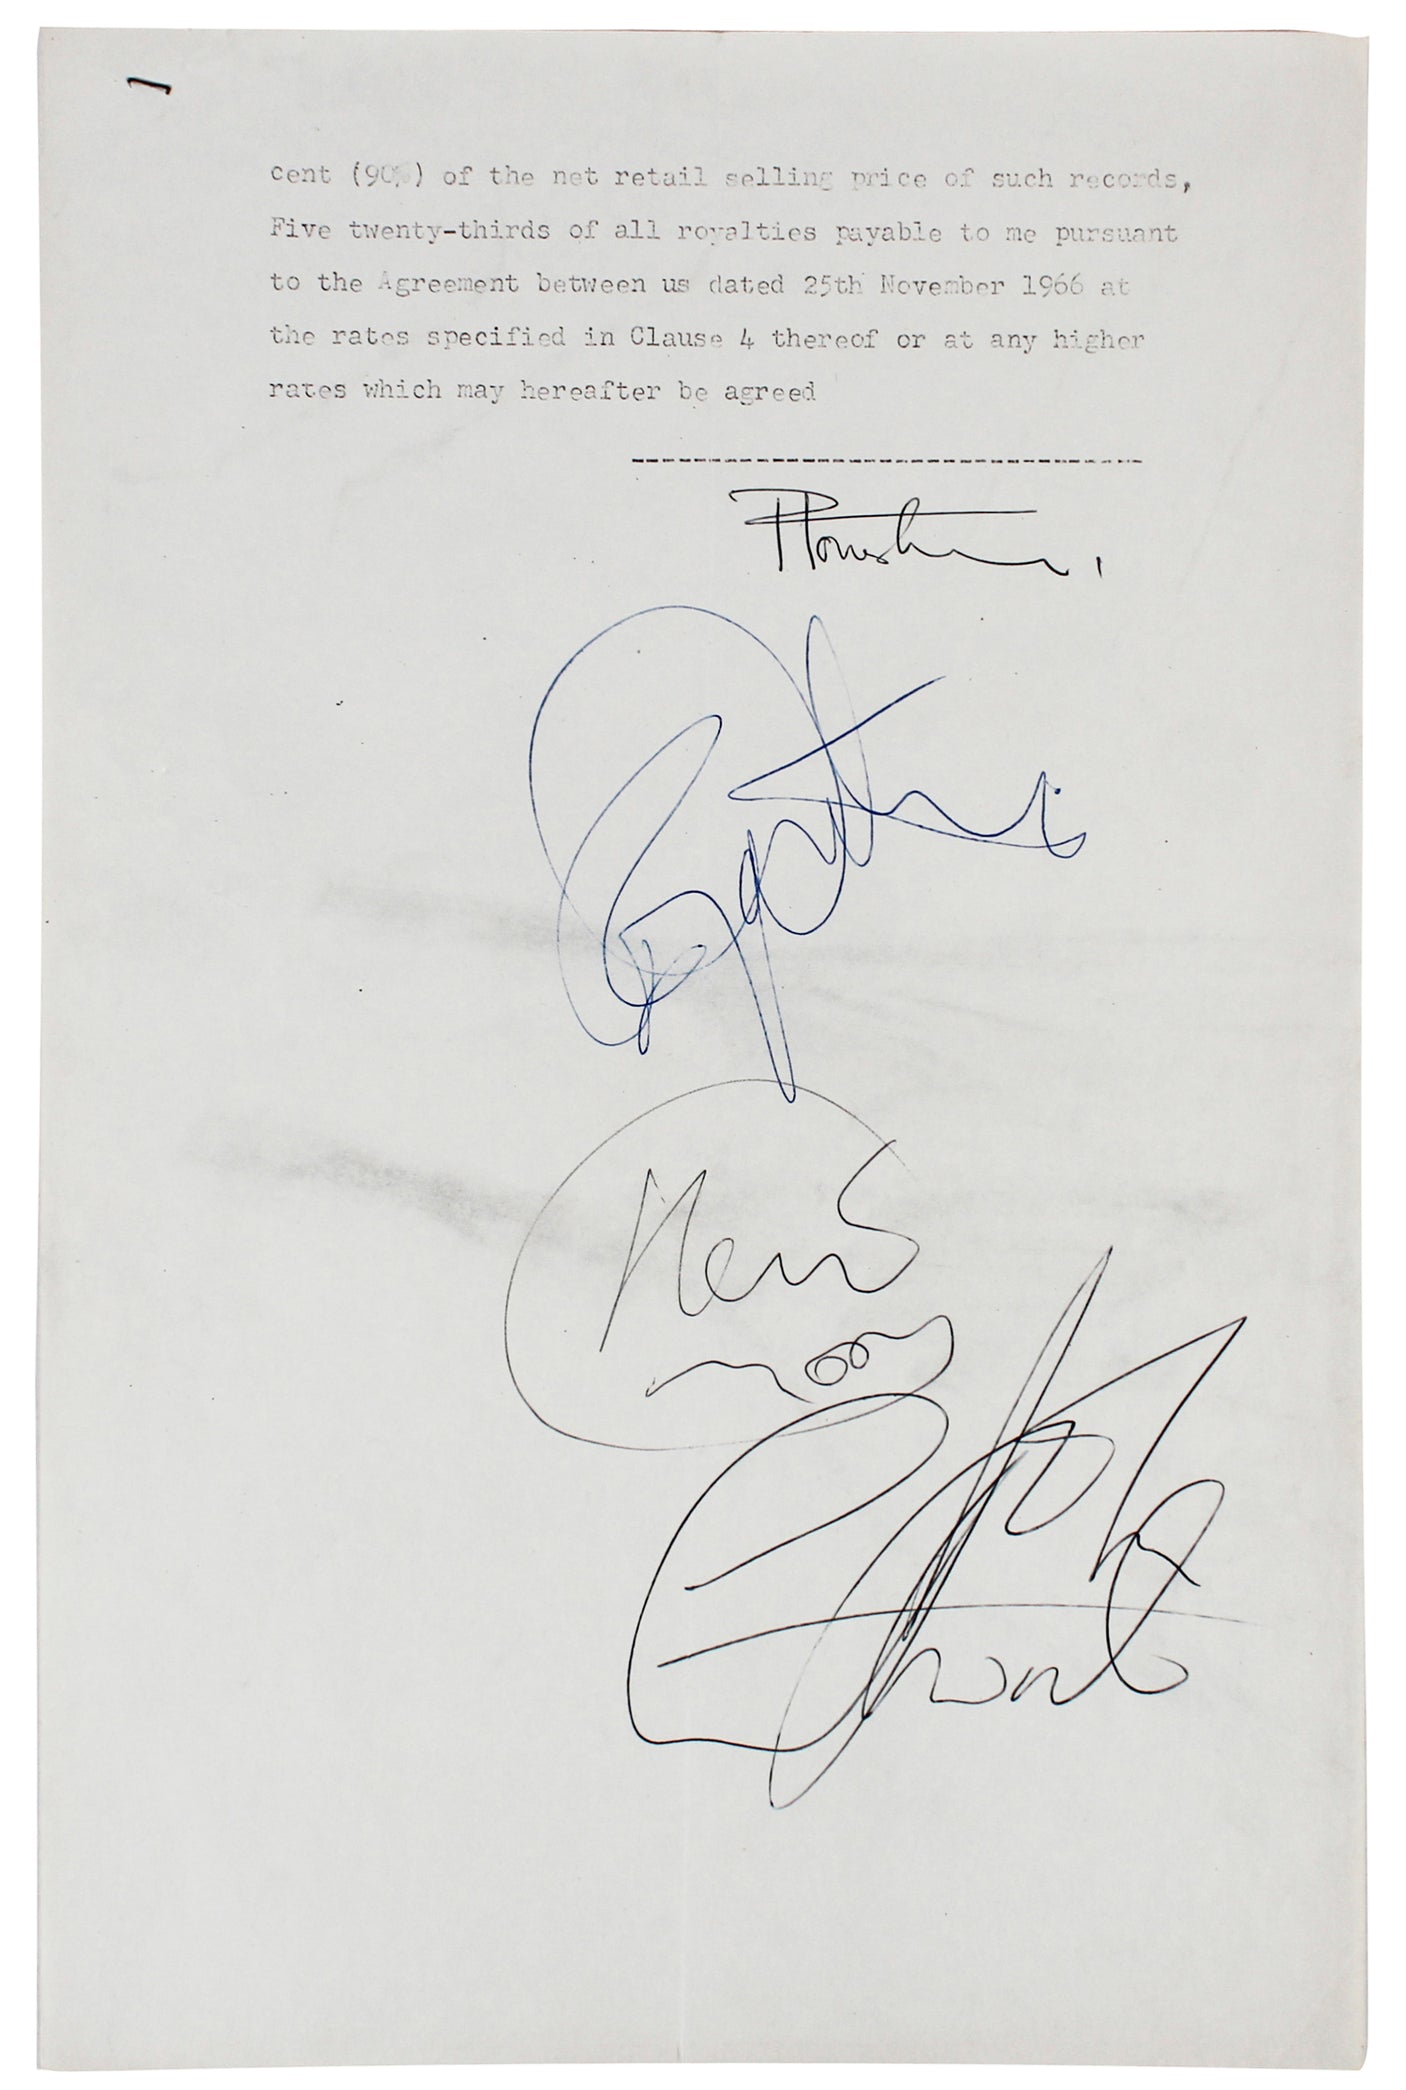 cent (90%) of the net retail selling price of such records,
Five twenty-thirds of all royalties payable to me pursuant
to the Agreement between us dated 25th November 1966 at
the rates specified in Clause 4 thereof or at any higher
rates which may hereafter be agreed
Keith
moon